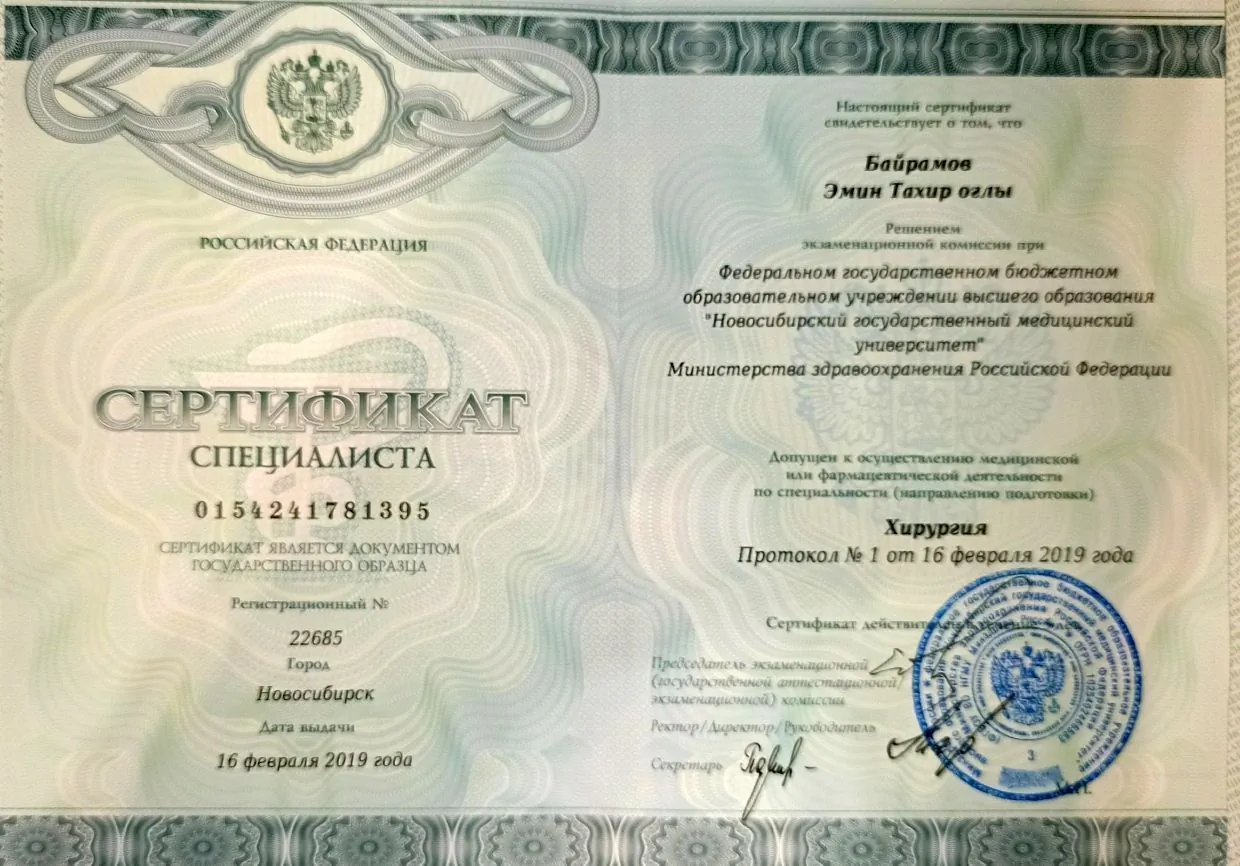 РОССИЙСКАЯ ФЕДЕРАЦИЯ
СЕРТИФИКАТ
СПЕЦИАЛИСТА
0154241781395
СЕРТИФИКАТ ЯВЛЯЕТСЯ ДОКУМЕНТОМ
ГОСУДАРСТВЕННОГО ОБРАЗЦА
Регистрационный №
22685
Город
Новосибирск
Дата выдачи
16 февраля 2019 года
Настоящий сертификат
свидетельствует о том, что
Байрамов
Эмин Тахир оглы
Решением
экзаменационной комиссии при
Федеральном государственном бюджетном
образовательном учреждении высшего образования
"Новосибирский государственный медицинский
университет"
Министерства здравоохранения Российской Федерации
Допущен к осуществлению медицинской
или фармацевтической деятельности
по специальности (направлению подготовки)
Хирургия
Протокол № 1 от 16 февраля 2019 года
Сертификат действителен в течение 5 лет
Председатель экзаменационной
(государственной аттестационной/
экзаменационной) комиссии
Ректор/Директор/Руководитель
Секретарь
М.П.
3